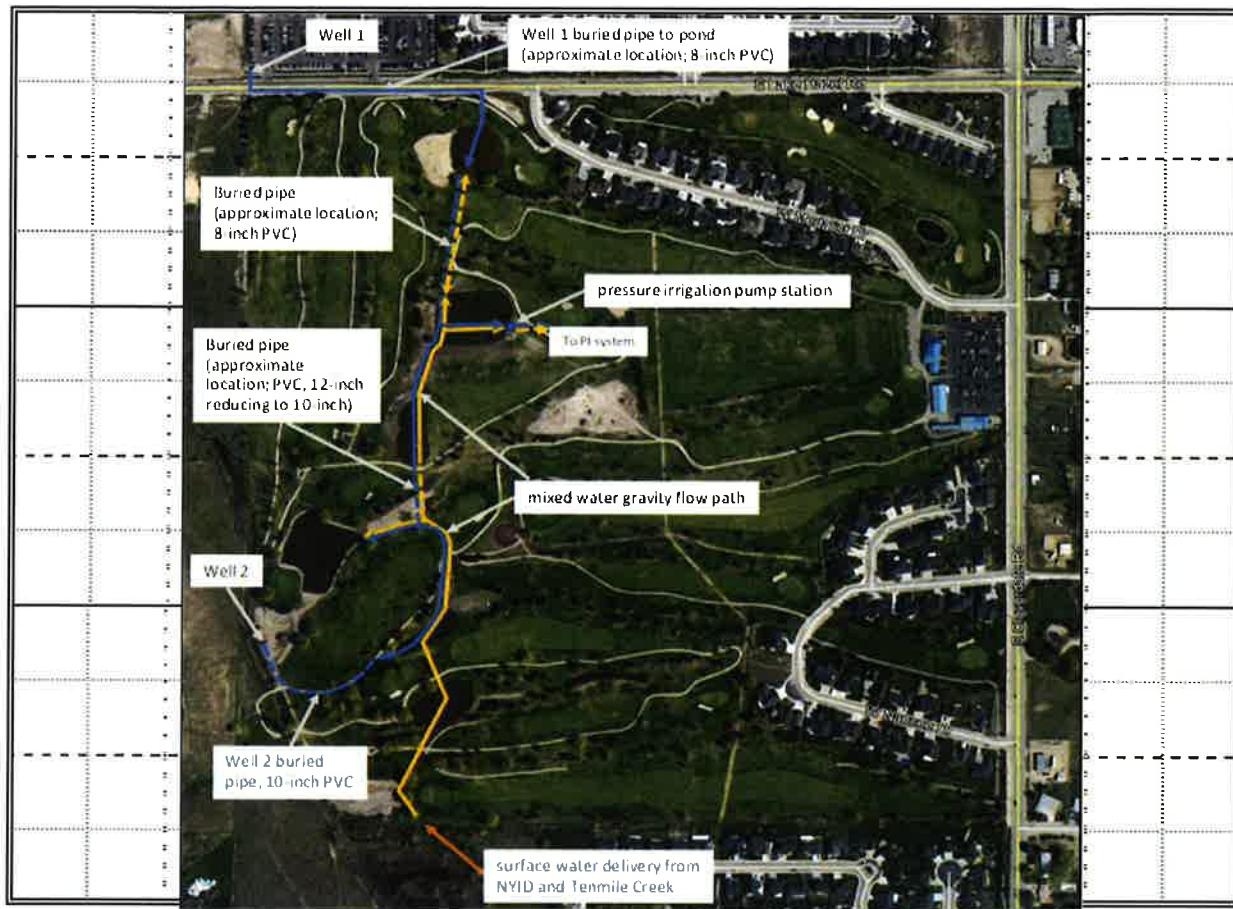 Well 1
Well 1 buried pipe to pond
(approximate location; 8-inch PVC)
Buried pipe
(approximate location;
8-inch PVC)
pressure irrigation pump station
To PI system
Buried pipe
(approximate
location; PVC, 12-inch
reducing to 10-inch)
mixed water gravity flow path
Well 2
Well 2 buried
pipe, 10-inch PVC
surface water delivery from
NYID and Tenmile Creek